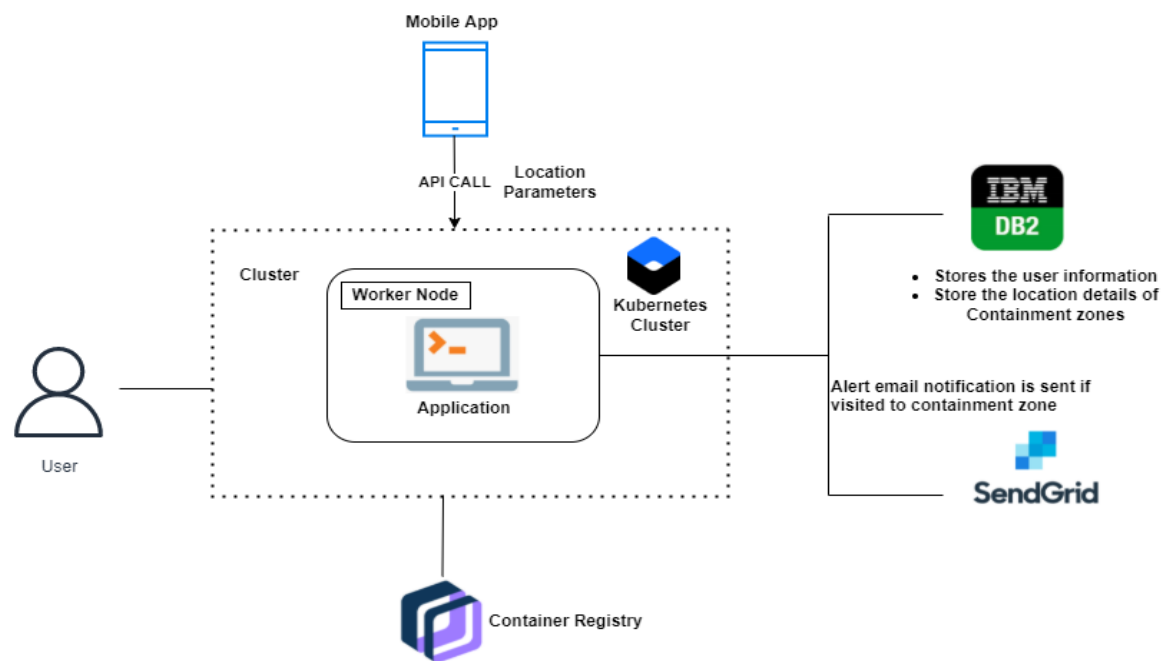 Mobile App
API CALL
Location
Parameters
Cluster
Worker Node
Application
Kubernetes
Cluster
User
Container Registry
IBM
DB2
• Stores the user information
• Store the location details of
Containment zones
Alert email notification is sent if
visited to containment zone
SendGrid